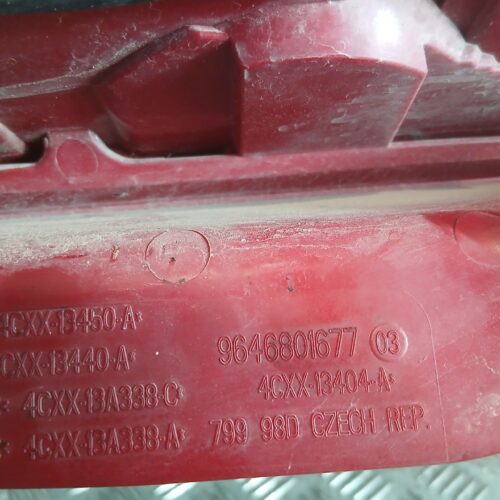 4CXX-13450-A*
CXX-13440-A*
* 4CXX-13A338-C*
* 4CXX-13A338-A*
9646801677 03
4CXX-13404-A*
799 98D CZECH REP.